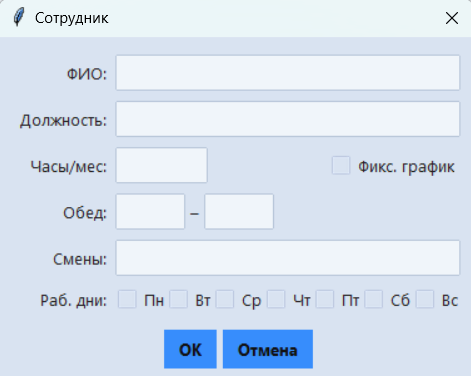 Сотрудник
ФИО:
Должность:
Часы/мес: Фикс. график
Обед: –
Смены:
Раб. дни: Пн Вт Ср Чт Пт Сб Вс
ОК Отмена